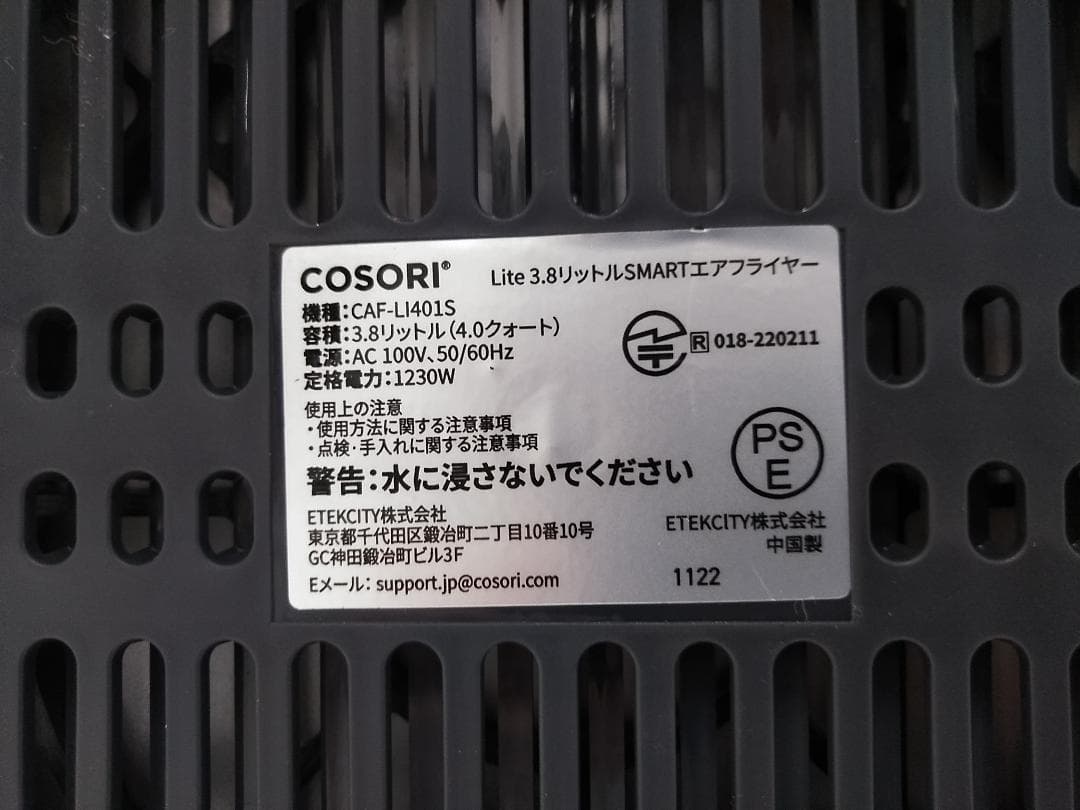 COSORI®
Lite 3.8リットルSMARTエアフライヤー
機種：CAF-LI401S
容積：3.8リットル（4.0クォート）
電源：AC 100V、50/60Hz
定格電力：1230W
R 018-220211
使用上の注意
・使用方法に関する注意事項
・点検・手入れに関する注意事項
警告：水に浸さないでください
PS
E
ETEKCITY株式会社
東京都千代田区鍛冶町二丁目10番10号
GC神田鍛冶町ビル3F
Eメール：support.jp@cosori.com
ETEKCITY株式会社
中国製
1122